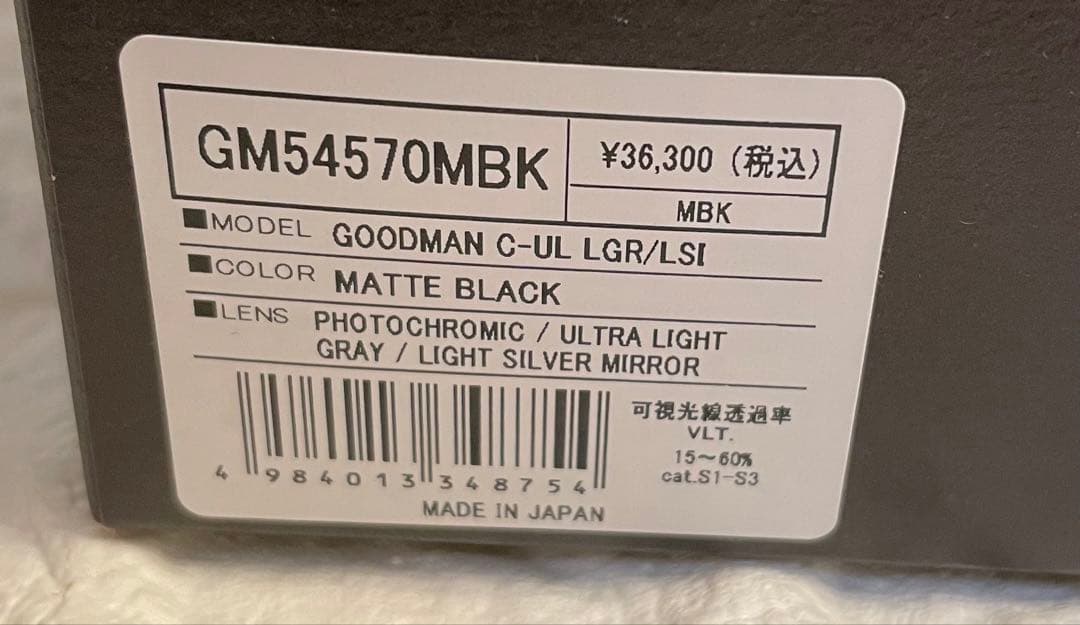 GM54570MBK
¥36,300 (税込)
MBK
■MODEL GOODMAN C-UL LGR/LSI
■COLOR MATTE BLACK
■LENS PHOTOCHROMIC / ULTRA LIGHT
GRAY / LIGHT SILVER MIRROR
可視光線透過率
VLT.
15～60%
cat.S1-S3
4 984013 348754
MADE IN JAPAN